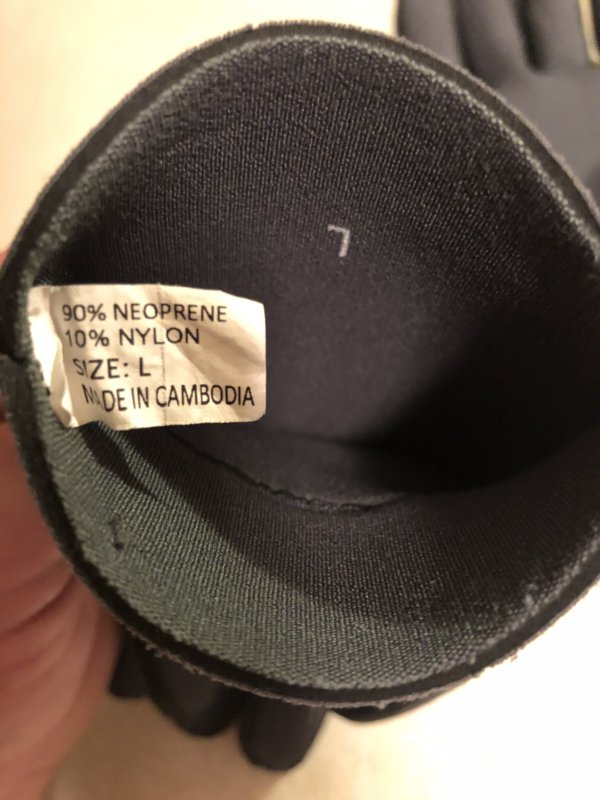 L
90% NEOPRENE
10% NYLON
SIZE: L
MADE IN CAMBODIA